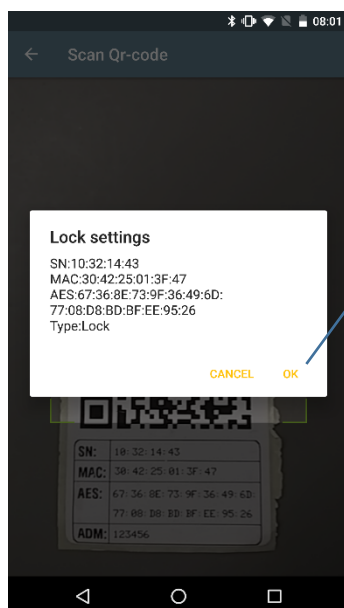 08:01
Scan Qr-code
Lock settings
SN:10:32:14:43
MAC:30:42:25:01:3F:47
AES:67:36:8E:73:9F:36:49:6D:
77:08:D8:BD:BF:EE:95:26
Type:Lock
CANCEL OK
SN: 10:32:14:43
MAC: 30:42:25:01:3F:47
AES: 67:36:8E:73:9F:36:49:6D
77:08:D8:BD:BF:EE:95:26
ADM: 123456